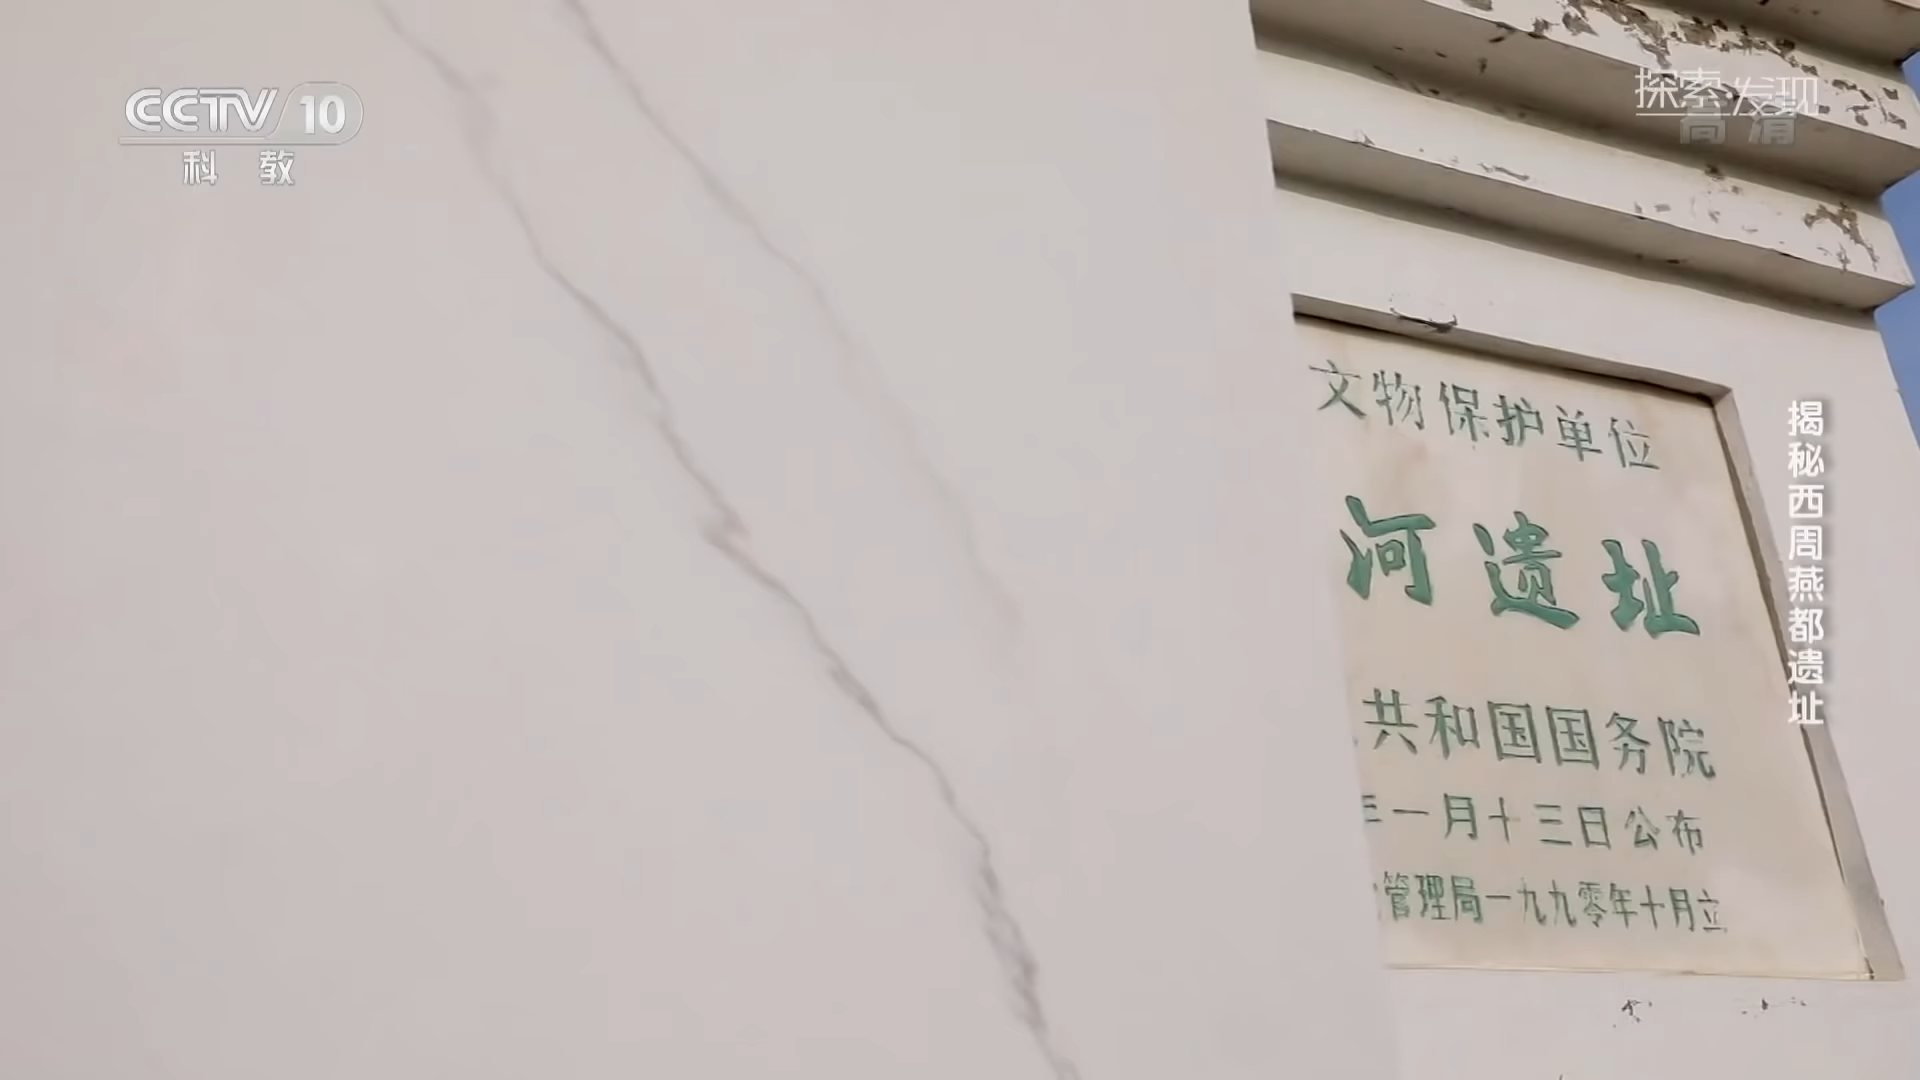 CCTV 10
科 教
探索·发现
高清
文物保护单位
河遗址
共和国国务院
年一月十三日公布
管理局一九九零年十月立
揭秘西周燕都遗址